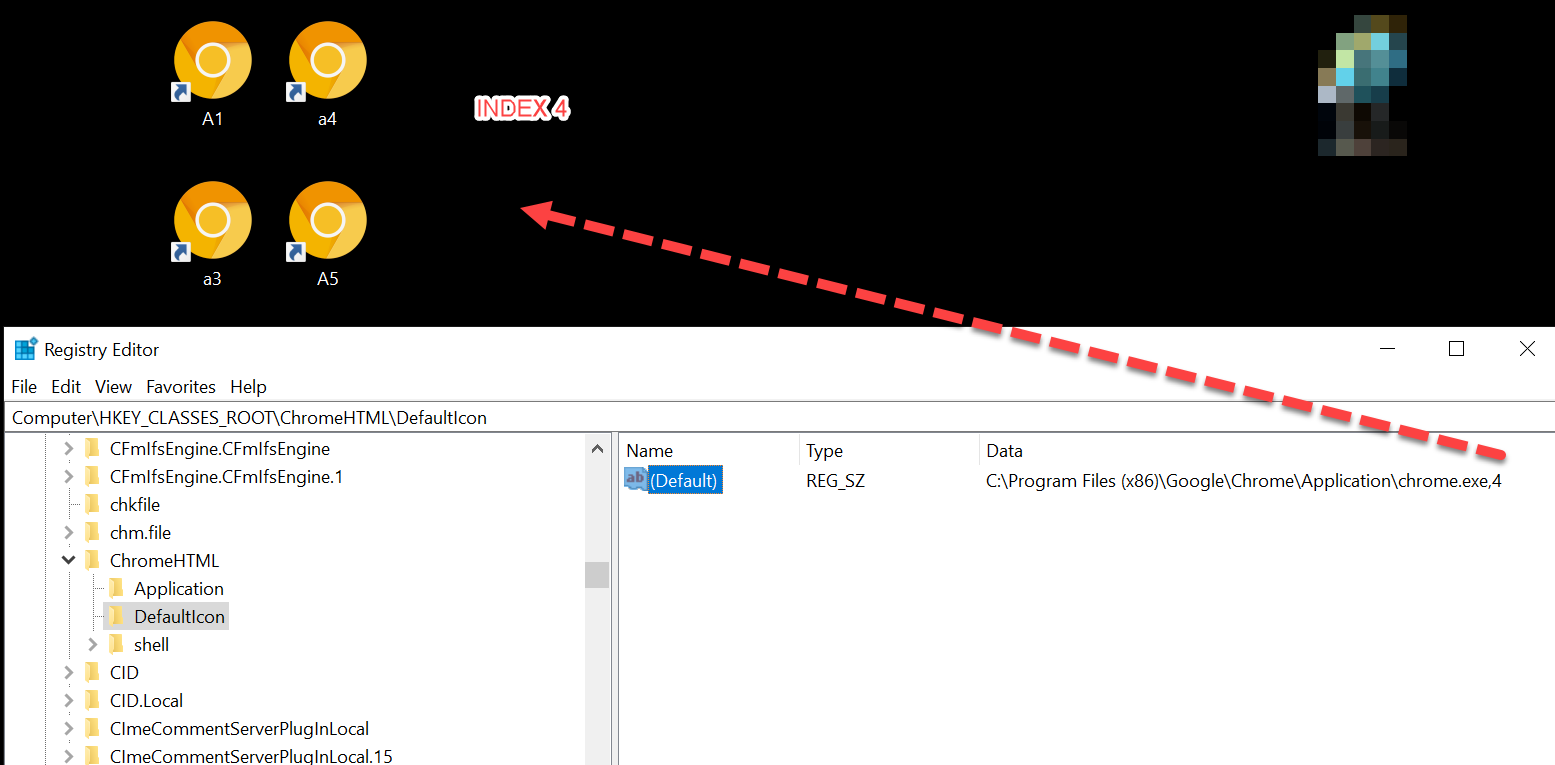 A1 a4
INDEX 4
a3 A5
Registry Editor
File Edit View Favorites Help
Computer\HKEY_CLASSES_ROOT\ChromeHTML\DefaultIcon
CFmIfsEngine.CFmIfsEngine
CFmIfsEngine.CFmIfsEngine.1
chkfile
chm.file
ChromeHTML
Application
DefaultIcon
shell
CID
CID.Local
CImeCommentServerPlugInLocal
CImeCommentServerPlugInLocal.15
Name Type Data
ab (Default) REG_SZ C:\Program Files (x86)\Google\Chrome\Application\chrome.exe,4